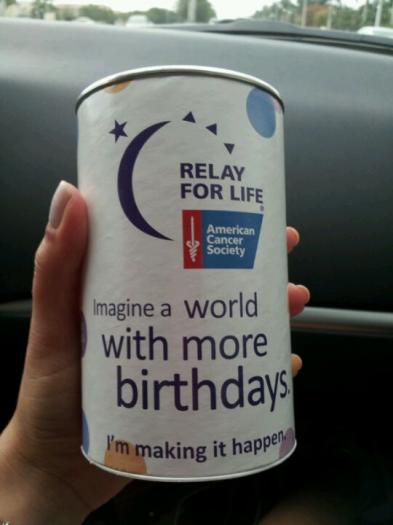 RELAY
FOR LIFE®
American
Cancer
Society
Imagine a world
with more
birthdays.
I'm making it happen.